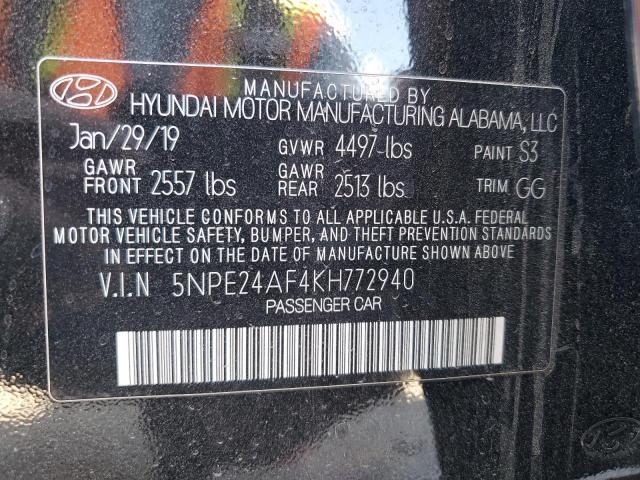 MANUFACTURED BY
HYUNDAI MOTOR MANUFACTURING ALABAMA, LLC
Jan/29/19 GVWR 4497-lbs PAINT S3
GAWR FRONT 2557 lbs GAWR REAR 2513 lbs TRIM GG
THIS VEHICLE CONFORMS TO ALL APPLICABLE U.S.A. FEDERAL
MOTOR VEHICLE SAFETY, BUMPER, AND THEFT PREVENTION STANDARDS
IN EFFECT ON THE DATE OF MANUFACTURE SHOWN ABOVE.
V.I.N 5NPE24AF4KH772940
PASSENGER CAR